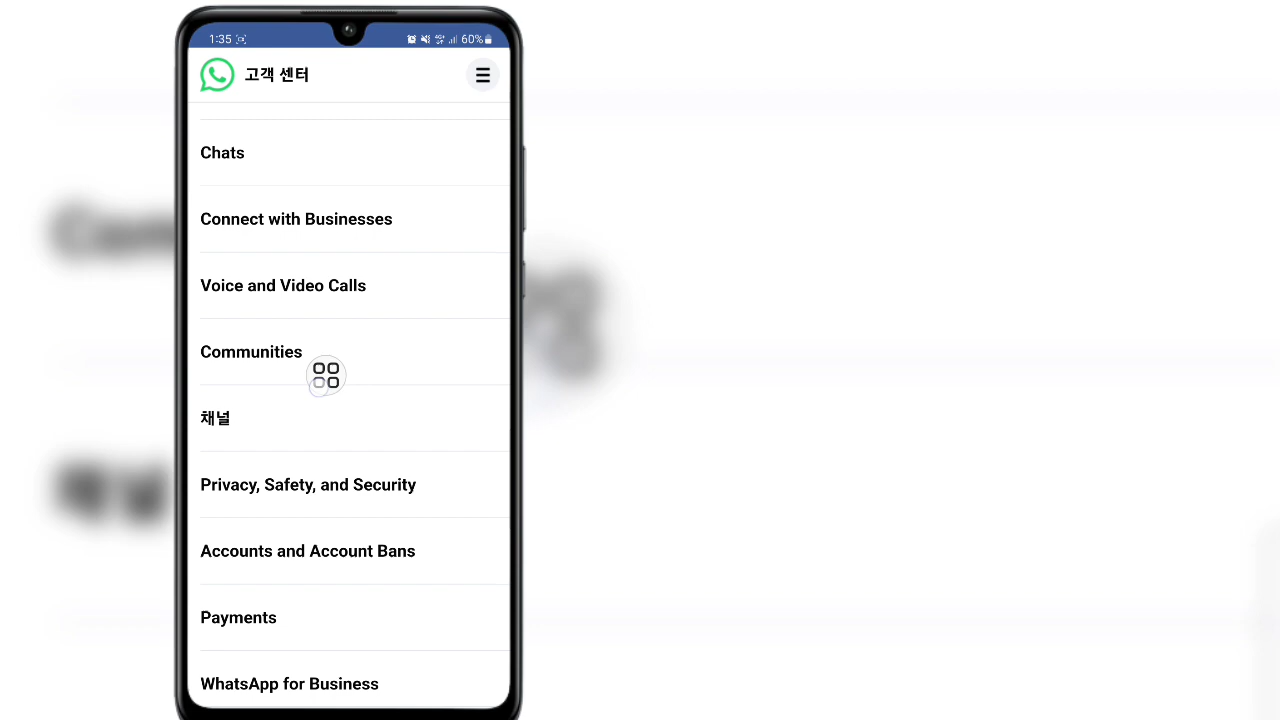 1:35
60%
고객 센터
Chats
Connect with Businesses
Voice and Video Calls
Communities
채널
Privacy, Safety, and Security
Accounts and Account Bans
Payments
WhatsApp for Business